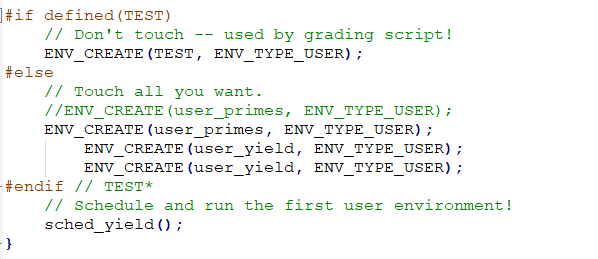 #if defined(TEST)
    // Don't touch -- used by grading script!
    ENV_CREATE(TEST, ENV_TYPE_USER);
#else
    // Touch all you want.
    //ENV_CREATE(user_primes, ENV_TYPE_USER);
    ENV_CREATE(user_primes, ENV_TYPE_USER);
        ENV_CREATE(user_yield, ENV_TYPE_USER);
        ENV_CREATE(user_yield, ENV_TYPE_USER);
#endif // TEST*
    // Schedule and run the first user environment!
    sched_yield();
}